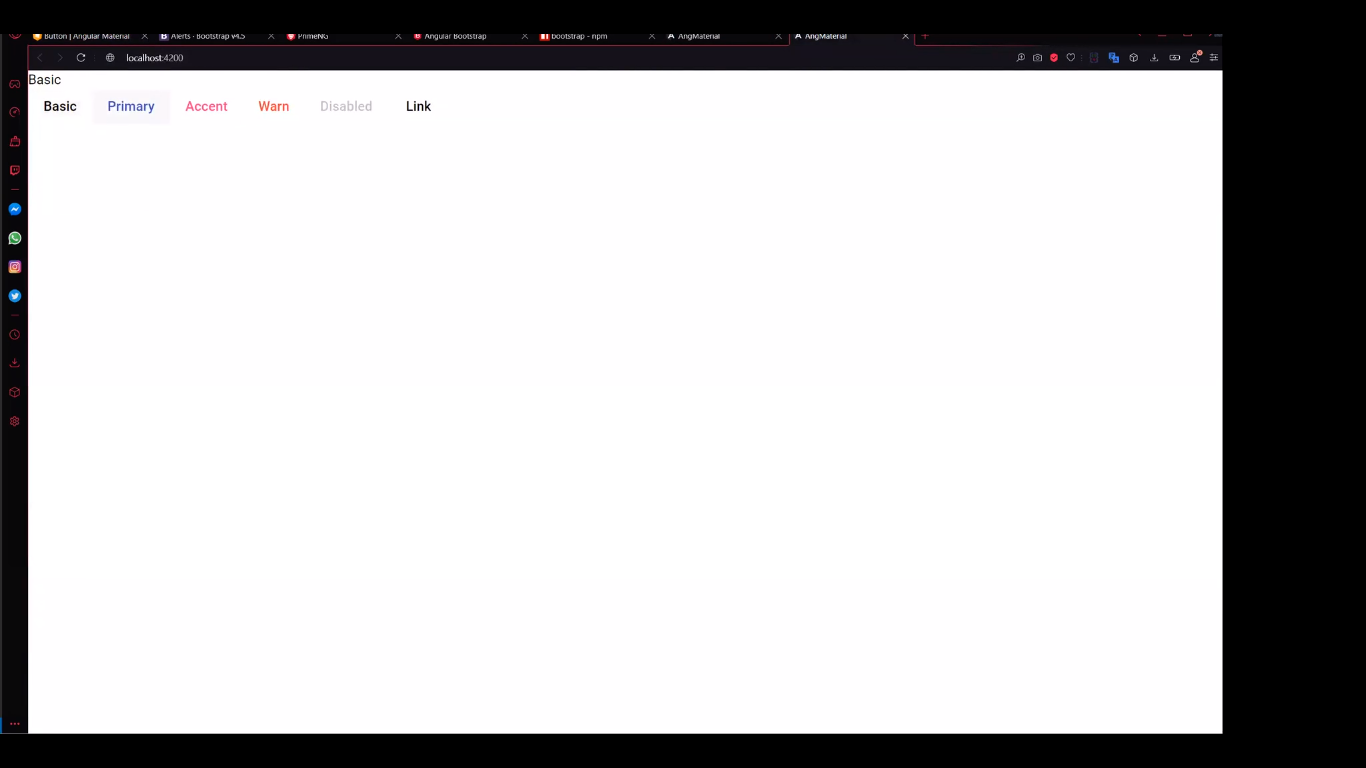 Button | Angular Material
Alerts · Bootstrap v4.5
PrimeNG
Angular Bootstrap
bootstrap - npm
AngMaterial
AngMaterial
localhost:4200
Basic
Basic Primary Accent Warn Disabled Link